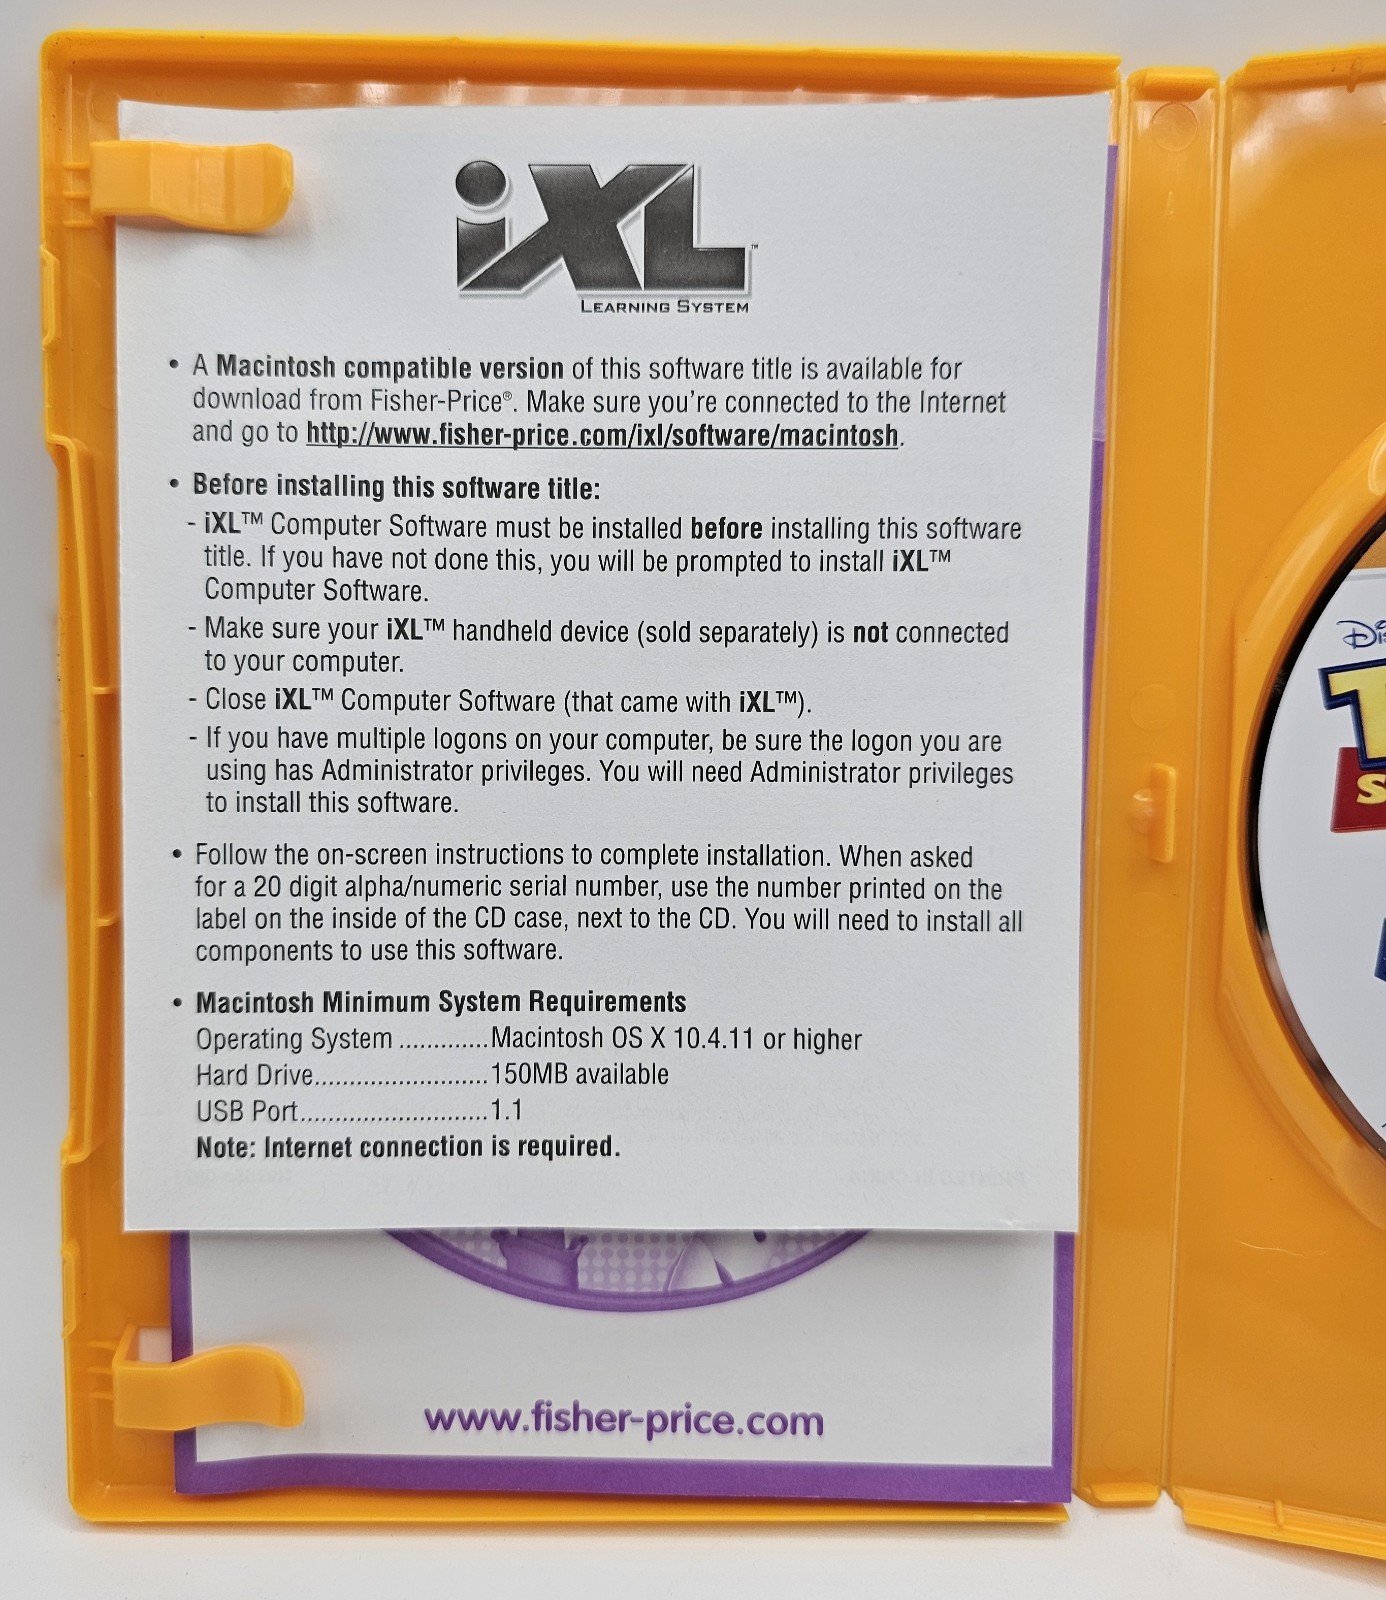 iXL™
LEARNING SYSTEM
• A Macintosh compatible version of this software title is available for
download from Fisher-Price®. Make sure you're connected to the Internet
and go to http://www.fisher-price.com/ixl/software/macintosh.
• Before installing this software title:
- iXL™ Computer Software must be installed before installing this software
title. If you have not done this, you will be prompted to install iXL™
Computer Software.
- Make sure your iXL™ handheld device (sold separately) is not connected
to your computer.
- Close iXL™ Computer Software (that came with iXL™).
- If you have multiple logons on your computer, be sure the logon you are
using has Administrator privileges. You will need Administrator privileges
to install this software.
• Follow the on-screen instructions to complete installation. When asked
for a 20 digit alpha/numeric serial number, use the number printed on the
label on the inside of the CD case, next to the CD. You will need to install all
components to use this software.
• Macintosh Minimum System Requirements
Operating System .............Macintosh OS X 10.4.11 or higher
Hard Drive.........................150MB available
USB Port...........................1.1
Note: Internet connection is required.
www.fisher-price.com